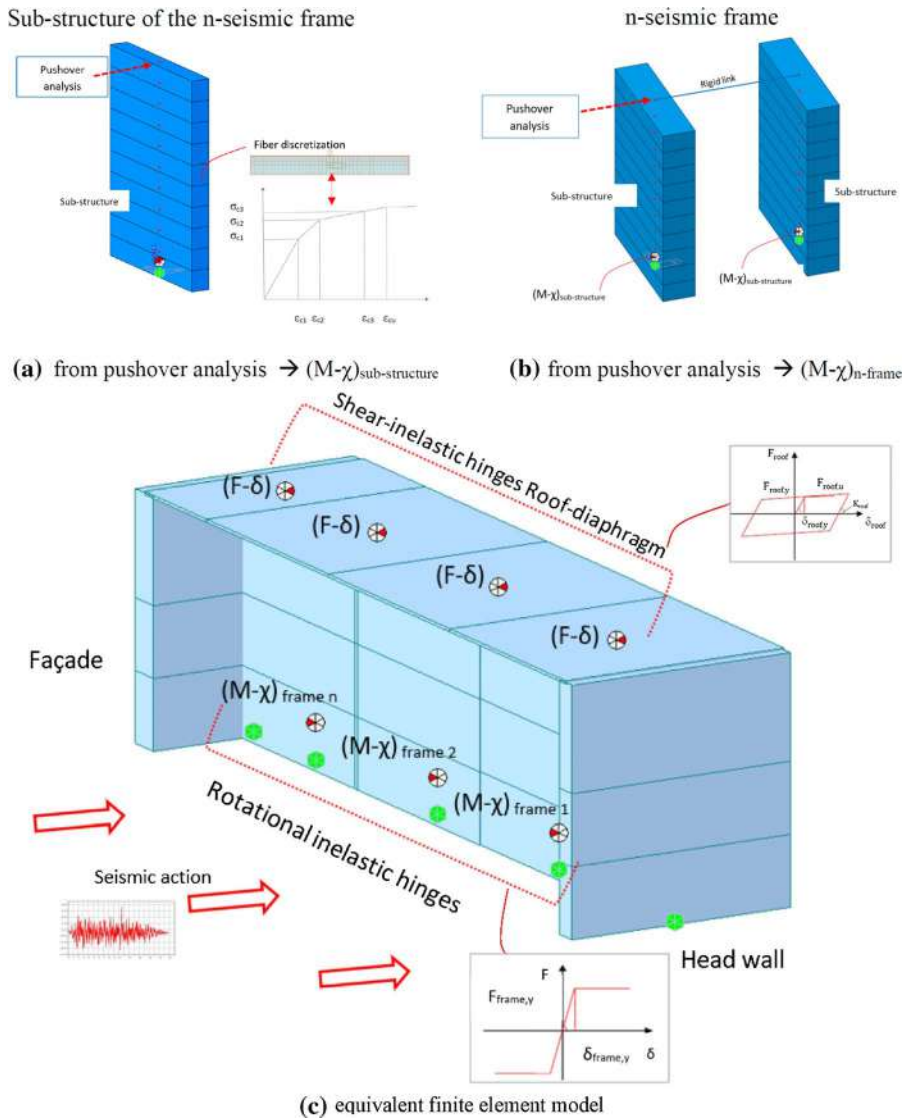 Sub-structure of the n-seismic frame
n-seismic frame
Pushover
analysis
Fiber discretization
Sub-structure
σc3
σc2
σc1
εc1 εc2 εc3 εcu
Rigid link
Pushover
analysis
Sub-structure
Sub-structure
(M-χ)sub-structure
(M-χ)sub-structure
(a) from pushover analysis → (M-χ)sub-structure
(b) from pushover analysis → (M-χ)n-frame
Shear-inelastic hinges Roof-diaphragm
(F-δ)
(F-δ)
(F-δ)
(F-δ)
Froof
Froof,y
Froof,u
Kroof
δroof,y
δroof
Façade
(M-χ) frame n
(M-χ) frame 2
(M-χ) frame 1
Rotational inelastic hinges
Seismic action
Head wall
F
Fframe,y
δframe,y
δ
(c) equivalent finite element model